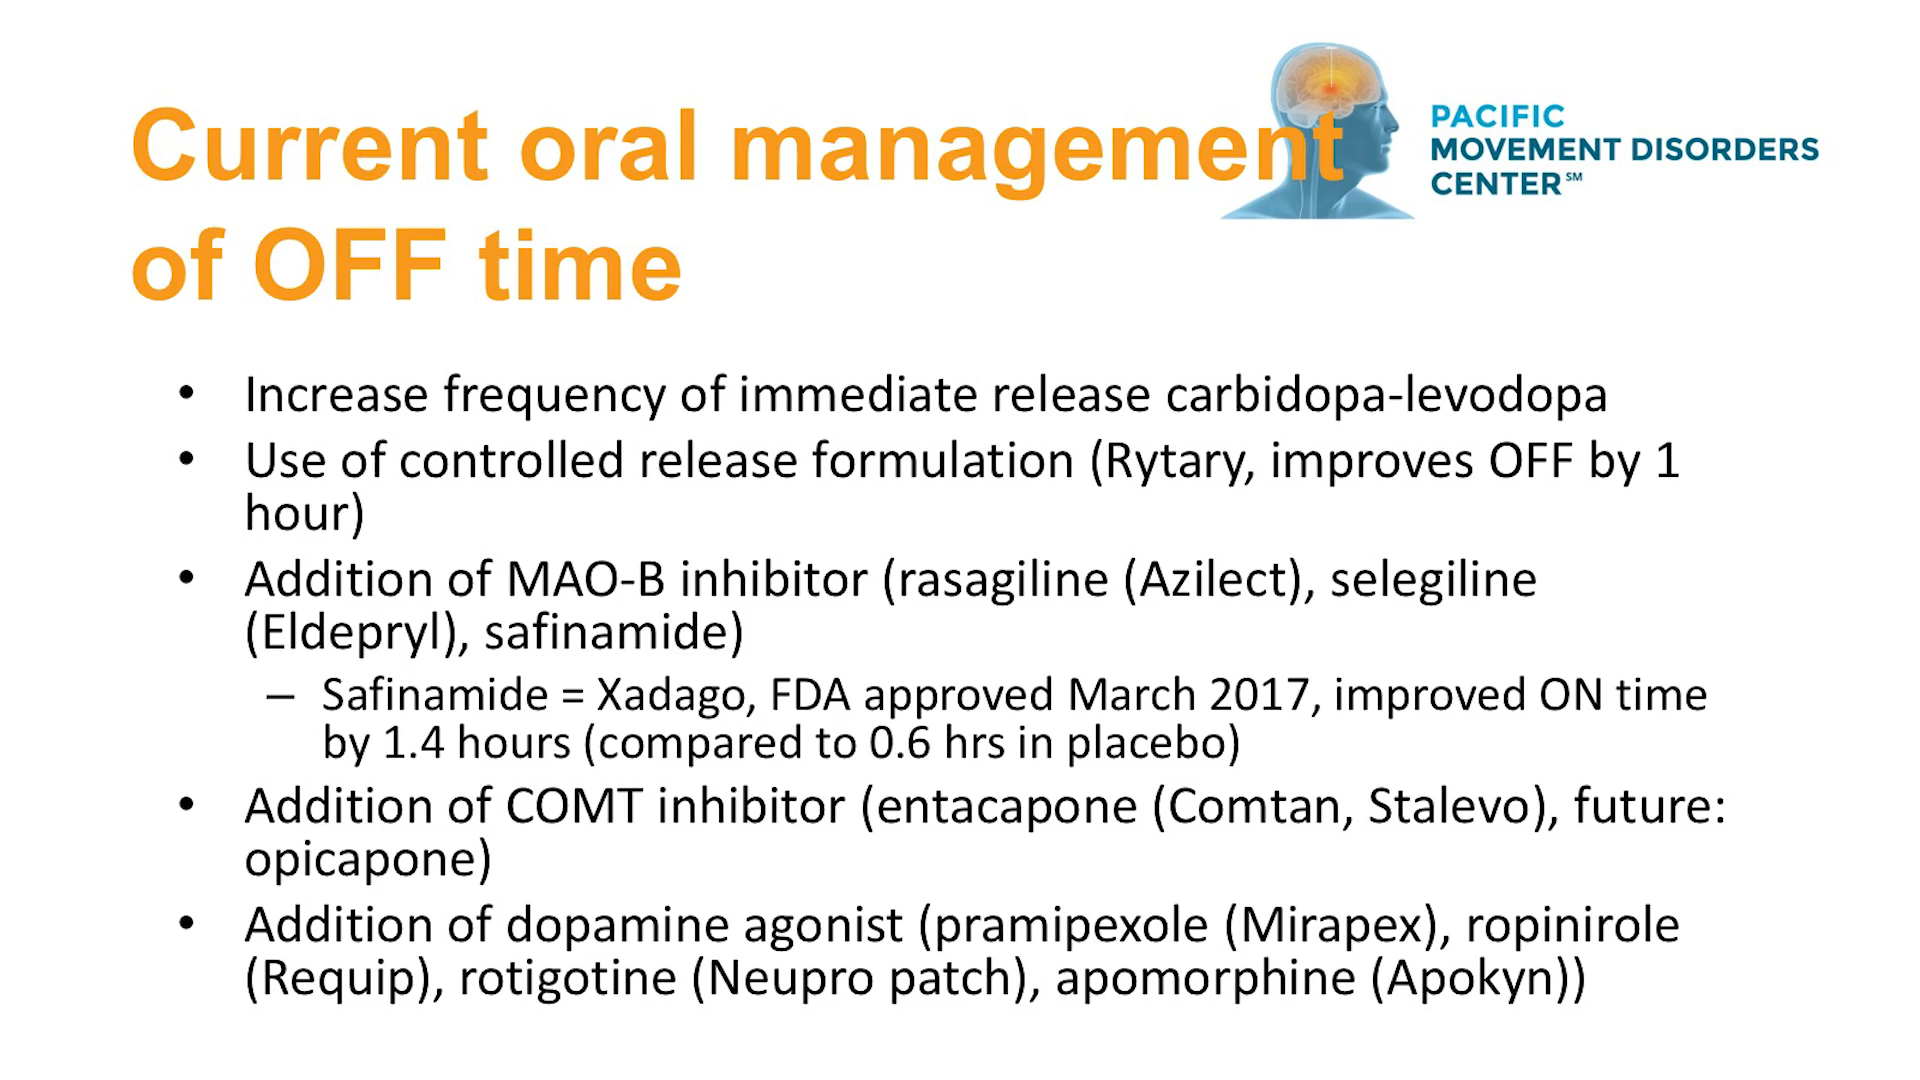 Current oral management
of OFF time
PACIFIC
MOVEMENT DISORDERS
CENTER℠
• Increase frequency of immediate release carbidopa-levodopa
• Use of controlled release formulation (Rytary, improves OFF by 1
hour)
• Addition of MAO-B inhibitor (rasagiline (Azilect), selegiline
(Eldepryl), safinamide)
– Safinamide = Xadago, FDA approved March 2017, improved ON time
by 1.4 hours (compared to 0.6 hrs in placebo)
• Addition of COMT inhibitor (entacapone (Comtan, Stalevo), future:
opicapone)
• Addition of dopamine agonist (pramipexole (Mirapex), ropinirole
(Requip), rotigotine (Neupro patch), apomorphine (Apokyn))